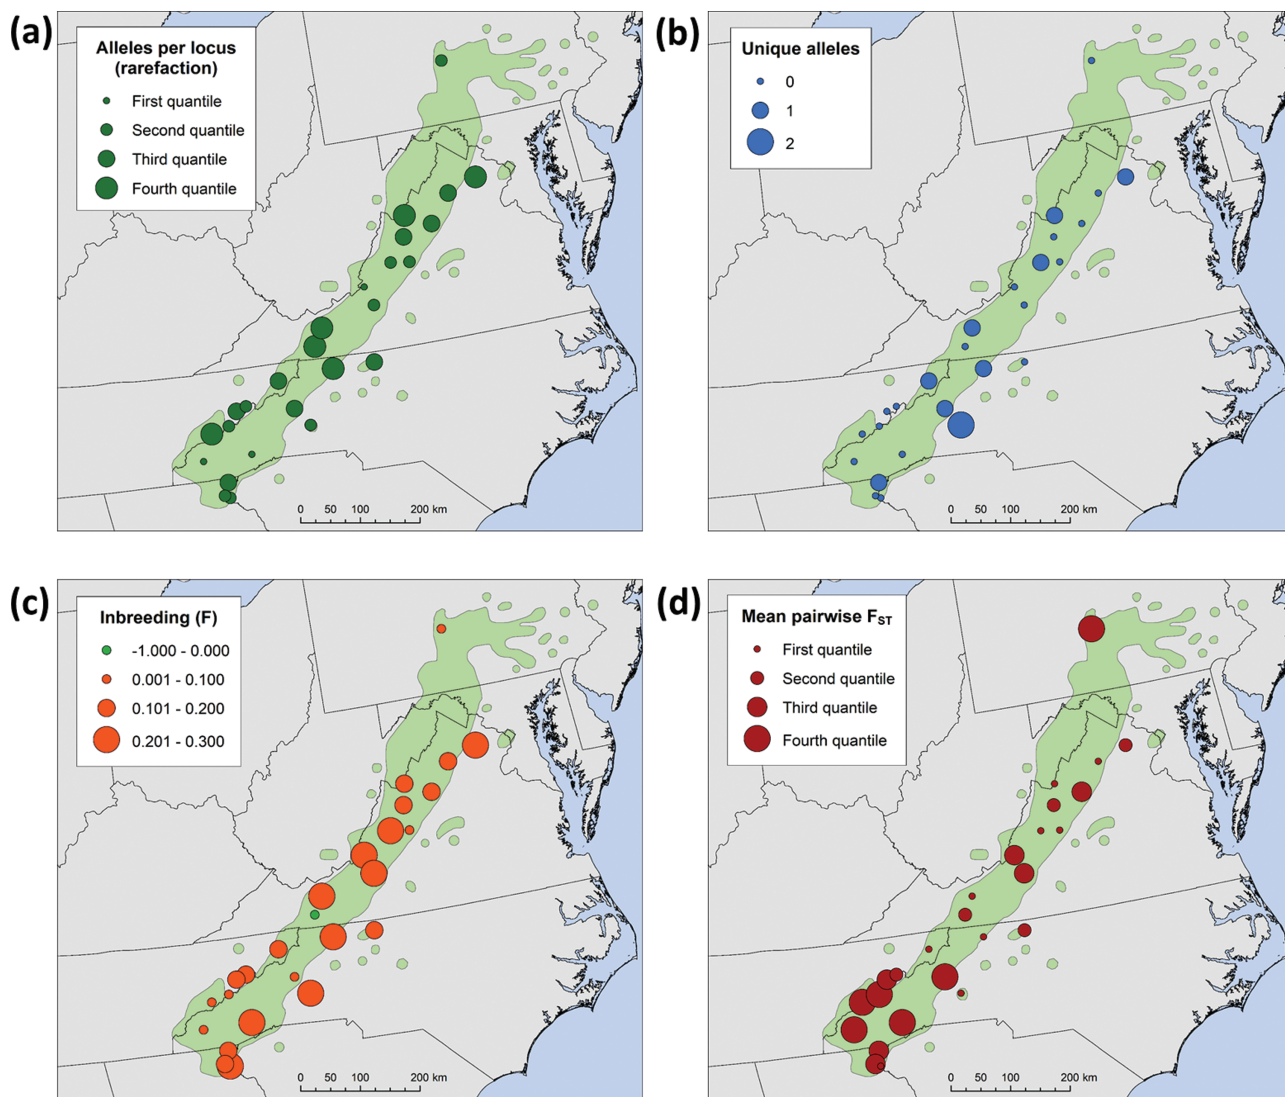 (a)
Alleles per locus
(rarefaction)
First quantile
Second quantile
Third quantile
Fourth quantile
0 50 100 200 km
(b)
Unique alleles
0
1
2
0 50 100 200 km
(c)
Inbreeding (F)
-1.000 - 0.000
0.001 - 0.100
0.101 - 0.200
0.201 - 0.300
0 50 100 200 km
(d)
Mean pairwise FST
First quantile
Second quantile
Third quantile
Fourth quantile
0 50 100 200 km